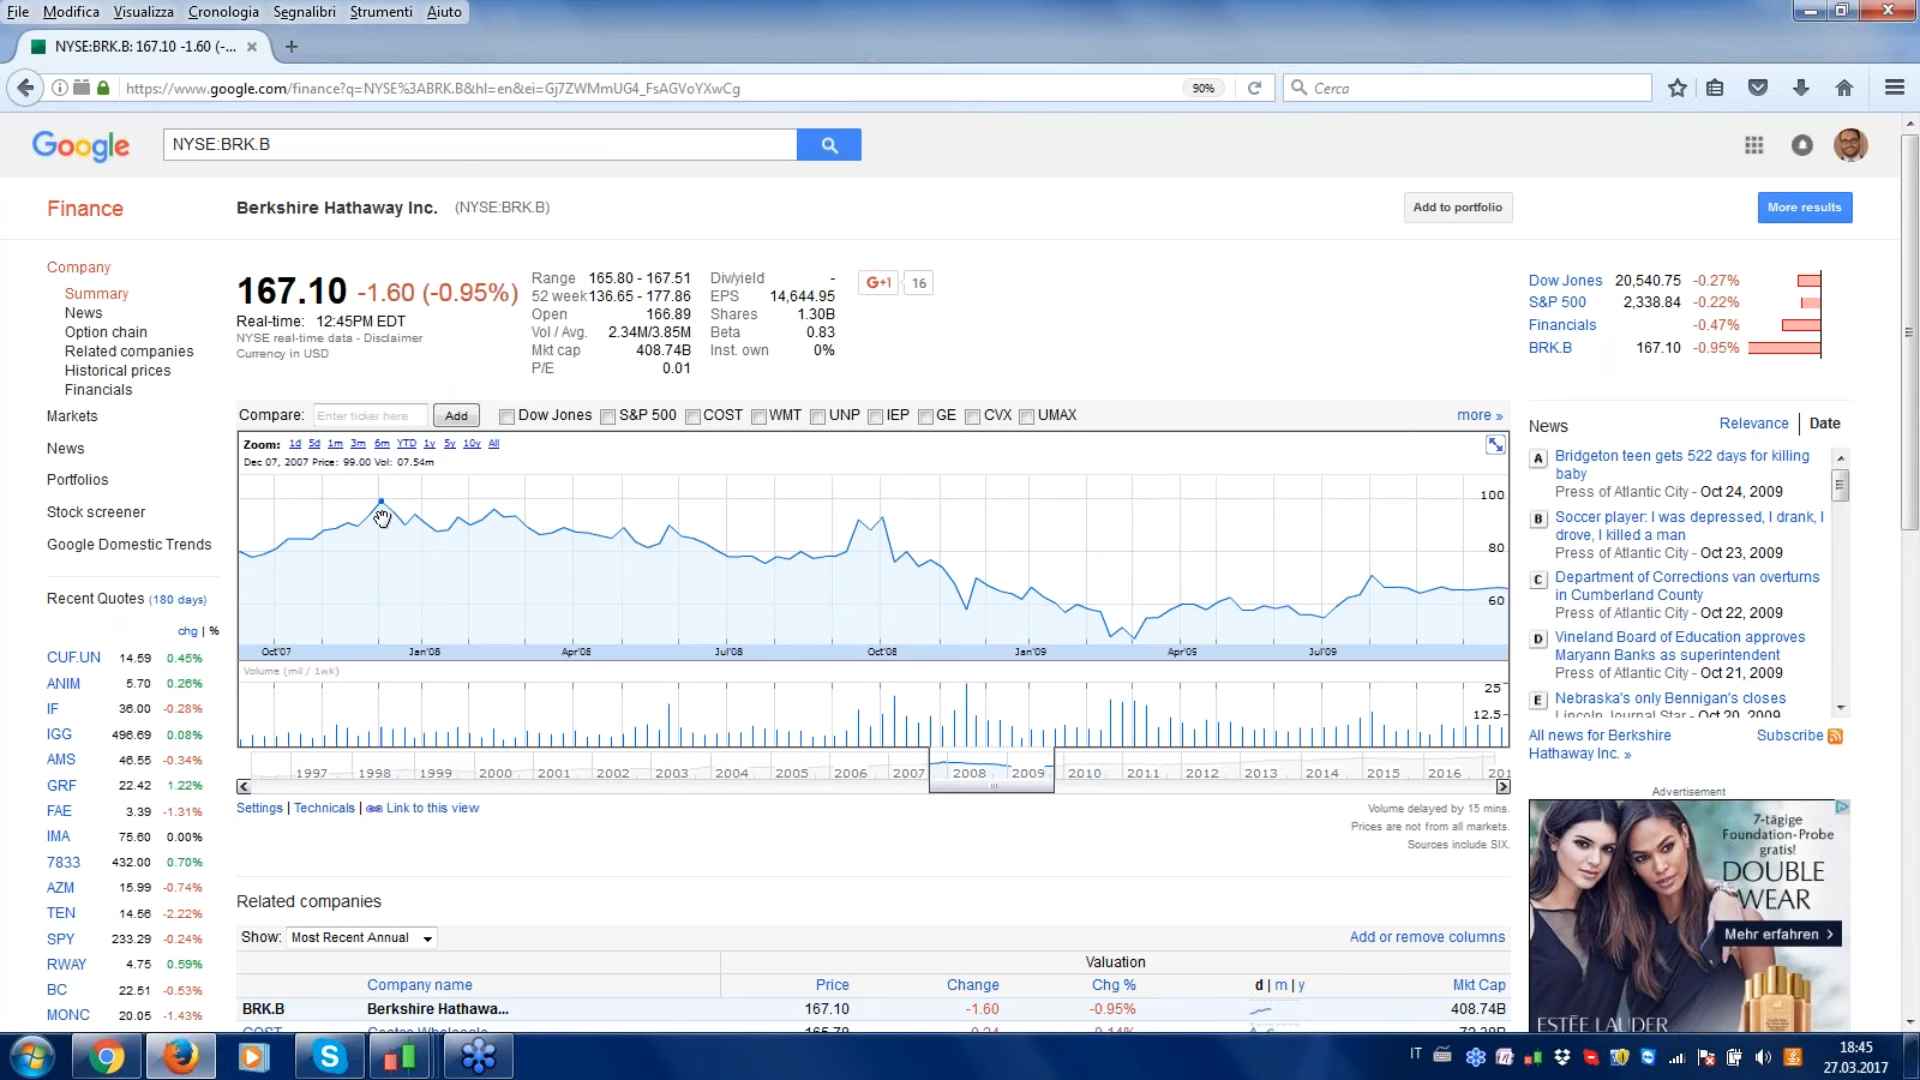 File Modifica Visualizza Cronologia Segnalibri Strumenti Aiuto
NYSE:BRK.B: 167.10 -1.60 (-...
https://www.google.com/finance?q=NYSE%3ABRK.B&hl=en&ei=Gj7ZWMmUG4_FsAGVoYXwCg
90%
Cerca
Google
NYSE:BRK.B
Finance
Berkshire Hathaway Inc. (NYSE:BRK.B)
Add to portfolio
More results
Company
Summary
News
Option chain
Related companies
Historical prices
Financials
Markets
News
Portfolios
Stock screener
Google Domestic Trends
Recent Quotes (180 days)
chg | %
CUF.UN 14.59 0.45%
ANIM 5.70 0.26%
IF 36.00 -0.28%
IGG 496.69 0.08%
AMS 46.55 -0.34%
GRF 22.42 1.22%
FAE 3.39 -1.31%
IMA 75.60 0.00%
7833 432.00 0.70%
AZM 15.99 -0.74%
TEN 14.56 -2.22%
SPY 233.29 -0.24%
RWAY 4.75 0.59%
BC 22.51 -0.53%
MONC 20.05 -1.43%
167.10 -1.60 (-0.95%)
Real-time: 12:45PM EDT
NYSE real-time data - Disclaimer
Currency in USD
Range 165.80 - 167.51
52 week 136.65 - 177.86
Open 166.89
Vol / Avg. 2.34M/3.85M
Mkt cap 408.74B
P/E 0.01
Div/yield -
EPS 14,644.95
Shares 1.30B
Beta 0.83
Inst. own 0%
G+1 16
Dow Jones 20,540.75 -0.27%
S&P 500 2,338.84 -0.22%
Financials -0.47%
BRK.B 167.10 -0.95%
Compare: Enter ticker here Add Dow Jones S&P 500 COST WMT UNP IEP GE CVX UMAX more »
Zoom: 1d 5d 1m 3m 6m YTD 1y 5y 10y All
Dec 07, 2007 Price: 99.00 Vol: 07.54m
100
80
60
Oct'07 Jan'08 Apr'08 Jul'08 Oct'08 Jan'09 Apr'09 Jul'09
Volume (mil / 1wk)
25
12.5
1997 1998 1999 2000 2001 2002 2003 2004 2005 2006 2007 2008 2009 2010 2011 2012 2013 2014 2015 2016 201
Settings | Technicals | Link to this view
Volume delayed by 15 mins.
Prices are not from all markets.
Sources include SIX.
News Relevance | Date
A Bridgeton teen gets 522 days for killing
baby
Press of Atlantic City - Oct 24, 2009
B Soccer player: I was depressed, I drank, I
drove, I killed a man
Press of Atlantic City - Oct 23, 2009
C Department of Corrections van overturns
in Cumberland County
Press of Atlantic City - Oct 22, 2009
D Vineland Board of Education approves
Maryann Banks as superintendent
Press of Atlantic City - Oct 21, 2009
E Nebraska's only Bennigan's closes
Lincoln Journal Star - Oct 20, 2009
All news for Berkshire
Hathaway Inc. »
Subscribe
Advertisement
7-tägige
Foundation-Probe
gratis!
DOUBLE
WEAR
Mehr erfahren >
ESTĒE LAUDER
Related companies
Show: Most Recent Annual
Add or remove columns
Valuation
Company name Price Change Chg % d | m | y Mkt Cap
BRK.B Berkshire Hathawa... 167.10 -1.60 -0.95% 408.74B
IT
18:45
27.03.2017